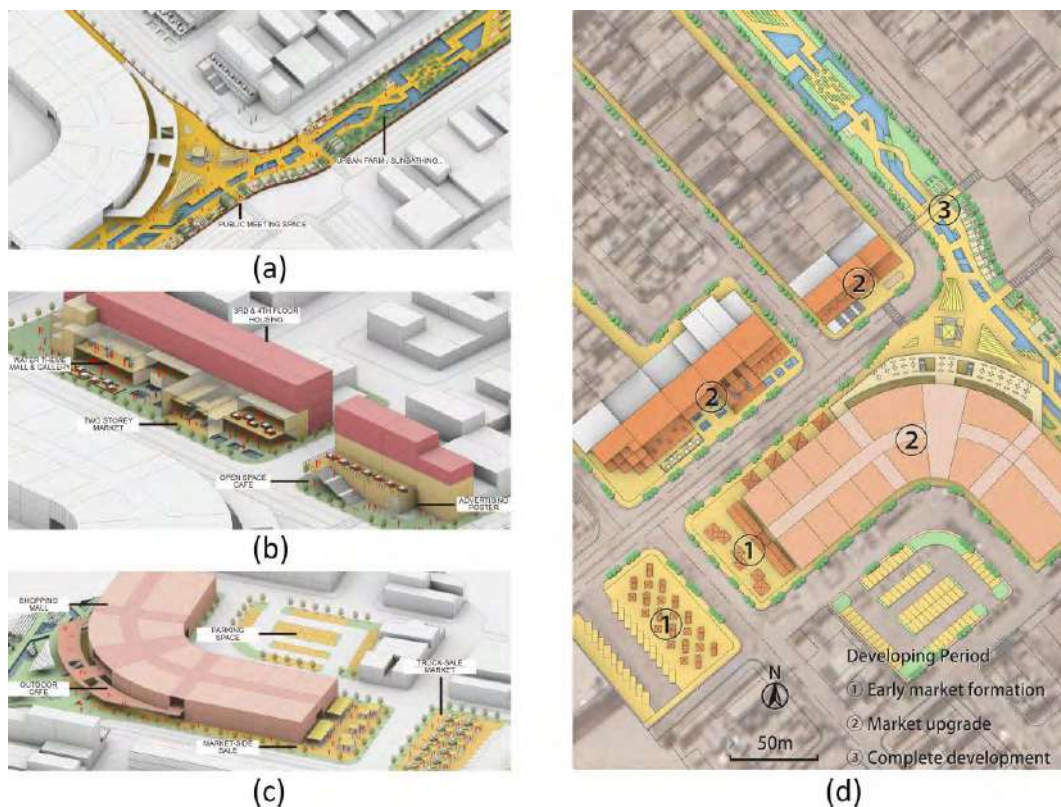 URBAN FARM / SUNBATHING...
PUBLIC MEETING SPACE
(a)
3RD & 4TH FLOOR
HOUSING
WATER THEME
MALL & GALLERY
TWO STOREY
MARKET
OPEN SPACE
CAFE
ADVERTISING
POSTER
(b)
SHOPPING
MALL
PARKING
SPACE
TRUCK-SALE
MARKET
OUTDOOR
CAFE
MARKET-SIDE
SALE
(c)
③
②
②
②
①
①
N
50m
Developing Period
① Early market formation
② Market upgrade
③ Complete development
(d)